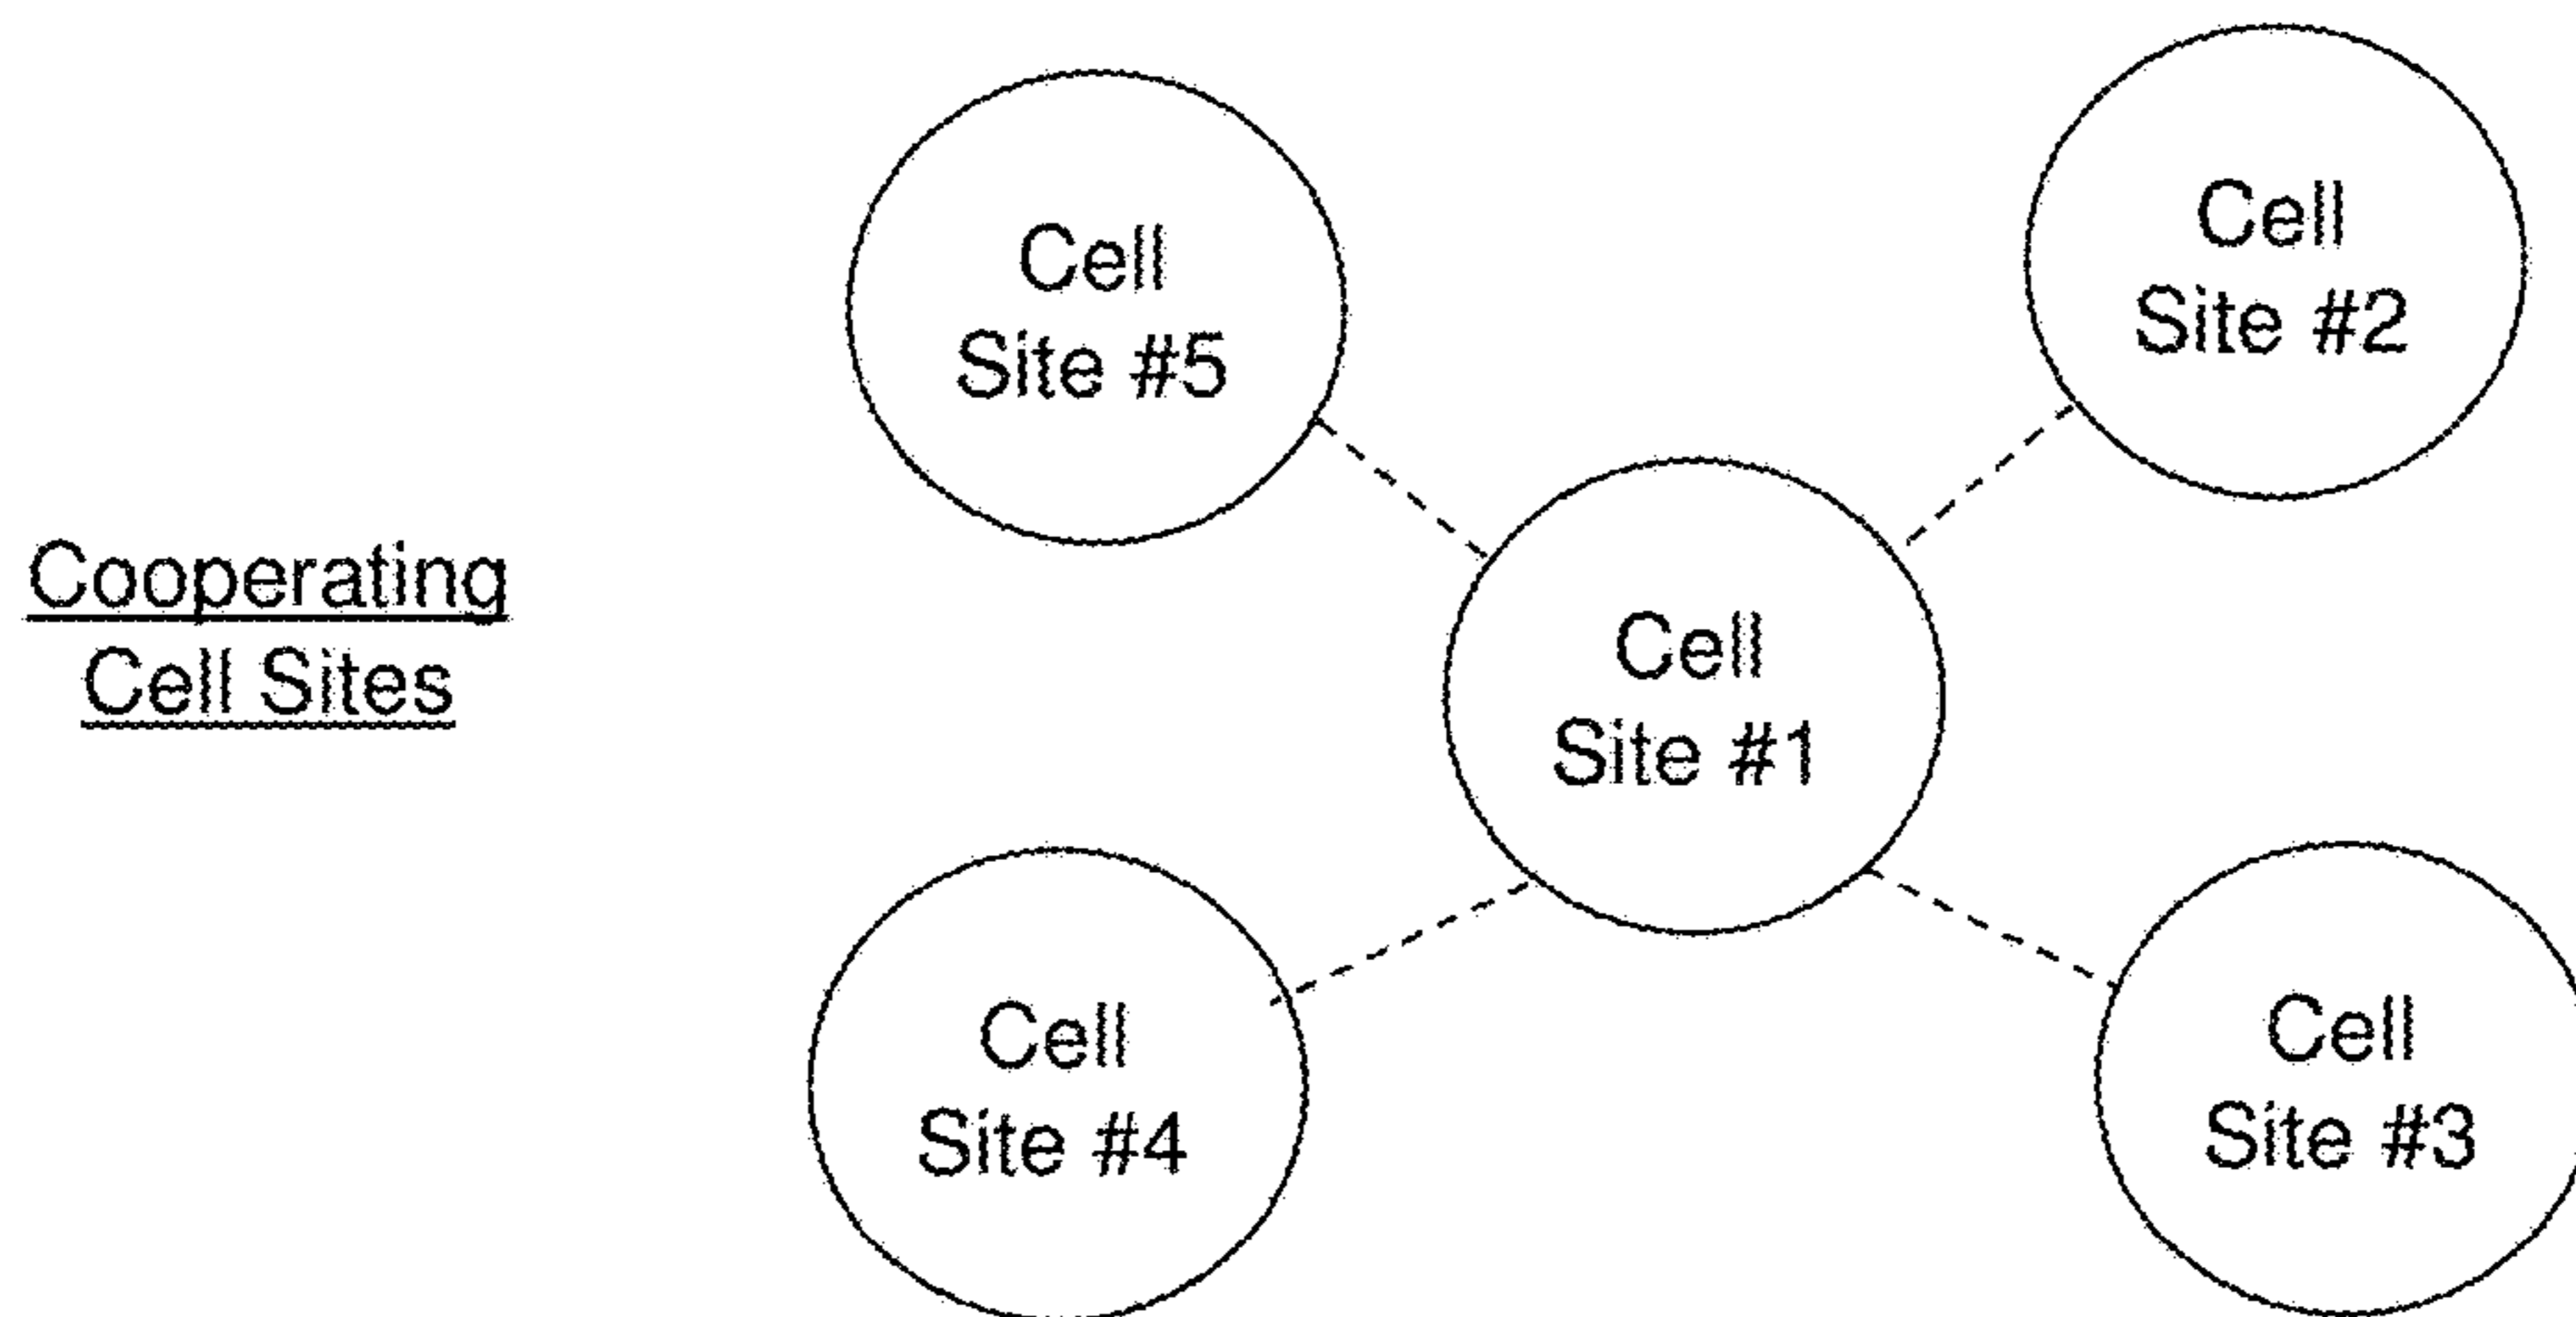 Cooperating
Cell Sites
Cell
Site #5
Cell
Site #2
Cell
Site #1
Cell
Site #4
Cell
Site #3